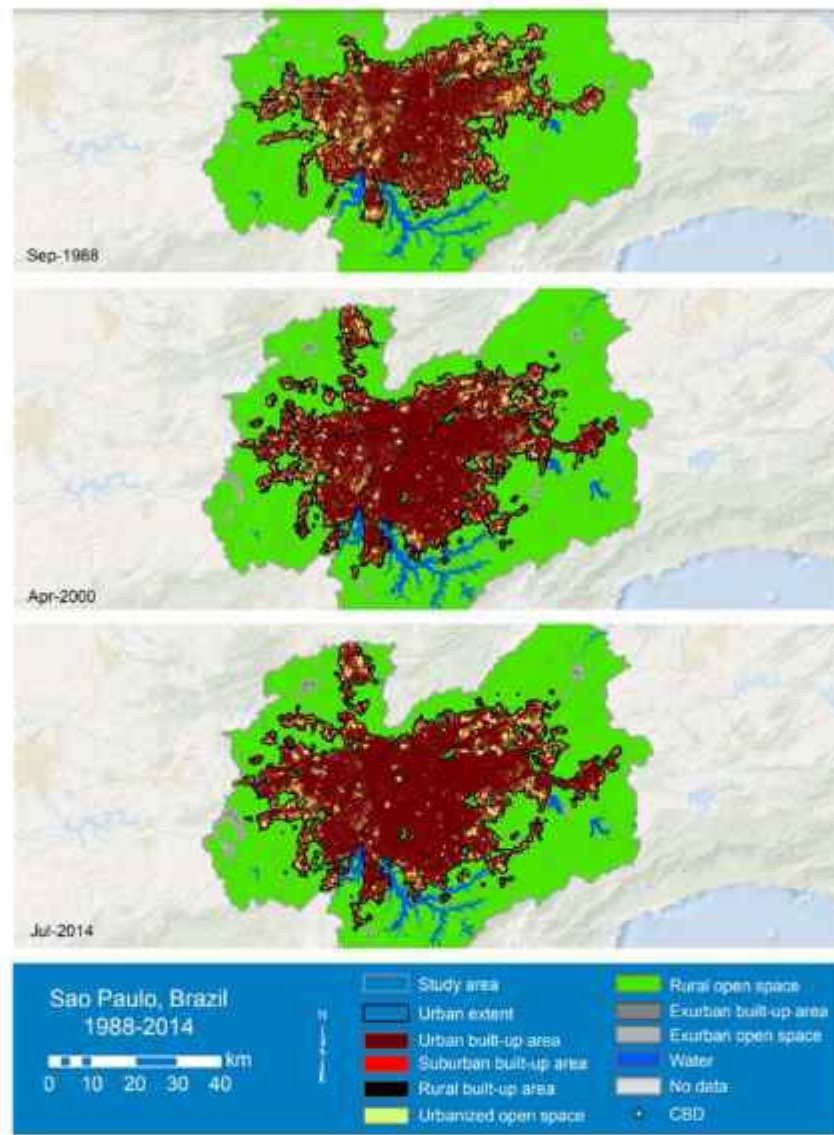 Sep-1988
Apr-2000
Jul-2014
Sao Paulo, Brazil
1988-2014
km
0 10 20 30 40
N
Study area
Urban extent
Urban built-up area
Suburban built-up area
Rural built-up area
Urbanized open space
Rural open space
Exurban built-up area
Exurban open space
Water
No data
CBD